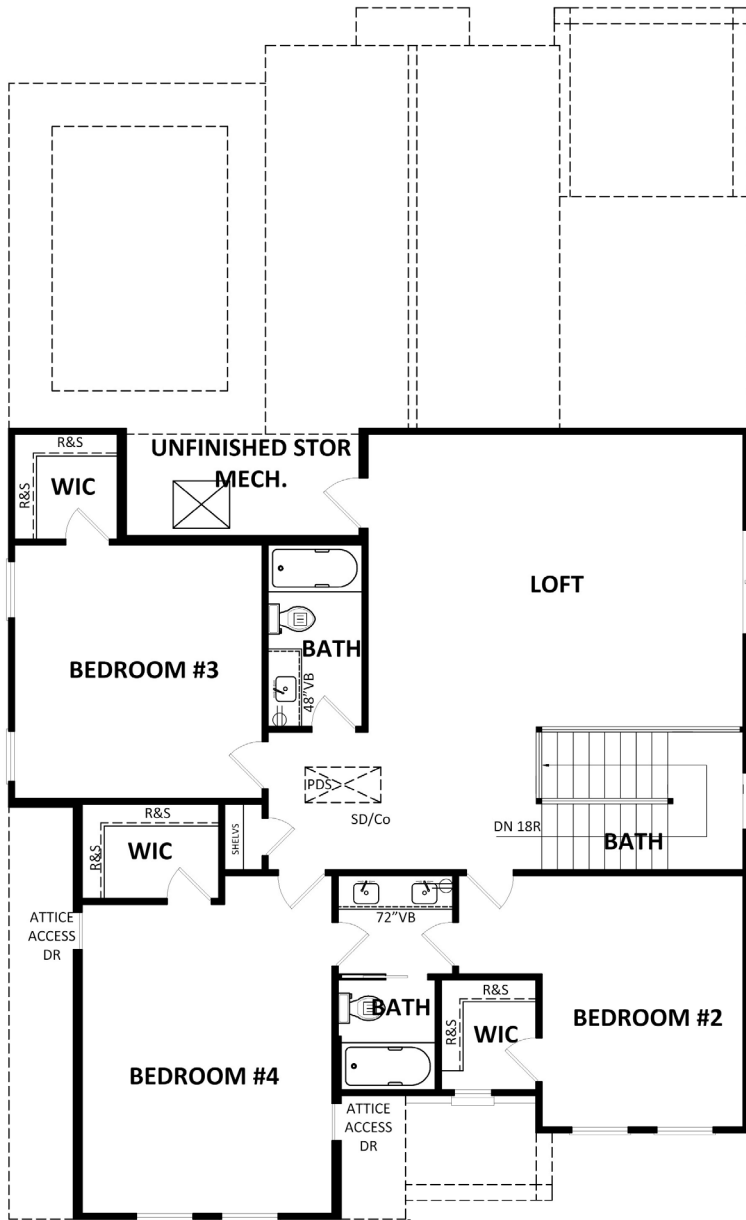 R&S
UNFINISHED STOR
MECH.
R&S
WIC
LOFT
BATH
BEDROOM #3
48"VB
PDS
SD/Co
R&S
DN 18R
SHELVS
BATH
R&S
WIC
72"VB
ATTICE
ACCESS
DR
R&S
BATH
BEDROOM #2
R&S
WIC
BEDROOM #4
ATTICE
ACCESS
DR